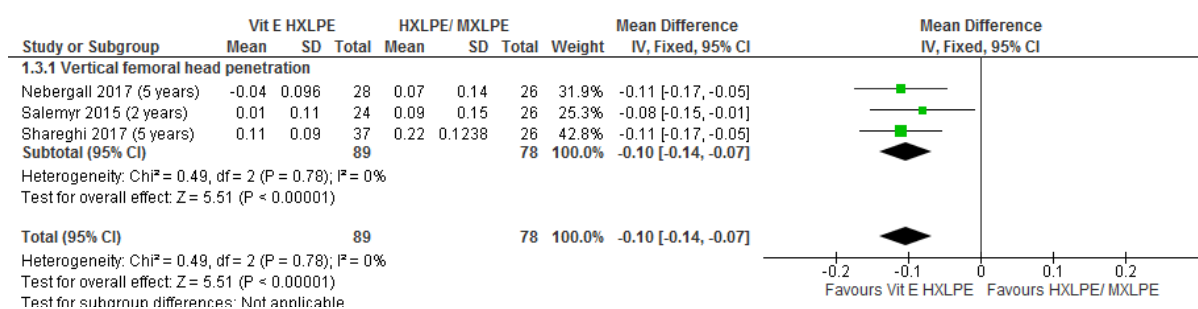 Vit E HXLPE HXLPE/ MXLPE Mean Difference Mean Difference
Study or Subgroup Mean SD Total Mean SD Total Weight IV, Fixed, 95% CI IV, Fixed, 95% CI
1.3.1 Vertical femoral head penetration
Nebergall 2017 (5 years) -0.04 0.096 28 0.07 0.14 26 31.9% -0.11 [-0.17, -0.05]
Salemyr 2015 (2 years) 0.01 0.11 24 0.09 0.15 26 25.3% -0.08 [-0.15, -0.01]
Shareghi 2017 (5 years) 0.11 0.09 37 0.22 0.1238 26 42.8% -0.11 [-0.17, -0.05]
Subtotal (95% CI) 89 78 100.0% -0.10 [-0.14, -0.07]
Heterogeneity: Chi² = 0.49, df = 2 (P = 0.78); I² = 0%
Test for overall effect: Z = 5.51 (P < 0.00001)
Total (95% CI) 89 78 100.0% -0.10 [-0.14, -0.07]
Heterogeneity: Chi² = 0.49, df = 2 (P = 0.78); I² = 0%
Test for overall effect: Z = 5.51 (P < 0.00001)
Test for subgroup differences: Not applicable
-0.2 -0.1 0 0.1 0.2
Favours Vit E HXLPE Favours HXLPE/ MXLPE